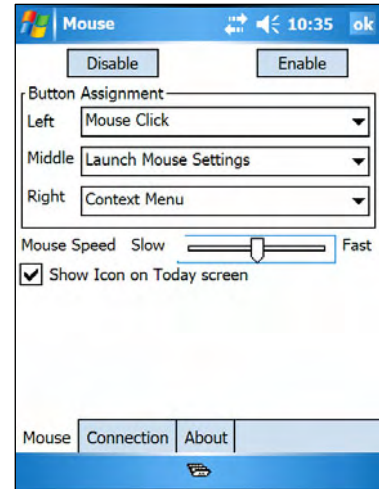 Mouse 10:35 ok
Disable Enable
Button Assignment
Left Mouse Click
Middle Launch Mouse Settings
Right Context Menu
Mouse Speed Slow Fast
Show Icon on Today screen
Mouse Connection About